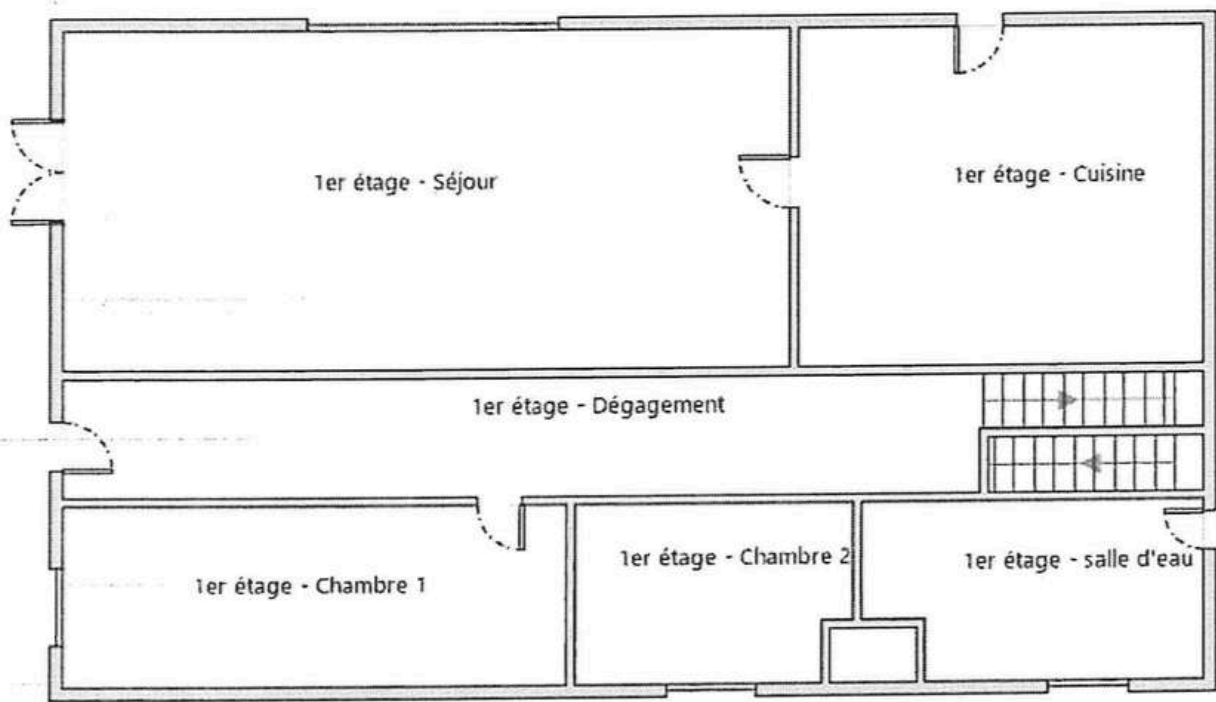 1er étage - Séjour
1er étage - Cuisine
1er étage - Dégagement
1er étage - Chambre 1
1er étage - Chambre 2
1er étage - salle d'eau